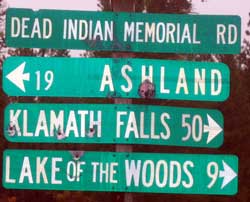 DEAD INDIAN MEMORIAL RD
19 ASHLAND
KLAMATH FALLS 50
LAKE OF THE WOODS 9